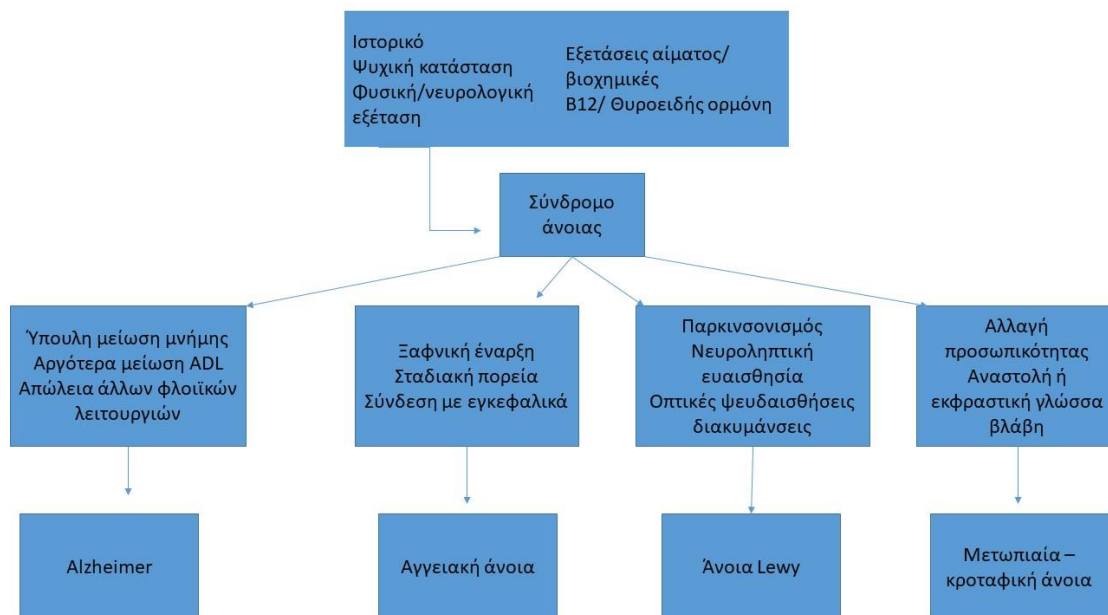 Ιστορικό
Ψυχική κατάσταση
Φυσική/νευρολογική
εξέταση
Εξετάσεις αίματος/
βιοχημικές
Β12/ Θυροειδής ορμόνη
Σύνδρομο
άνοιας
Ύπουλη μείωση μνήμης
Αργότερα μείωση ADL
Απώλεια άλλων φλοϊκών
λειτουργιών
Ξαφνική έναρξη
Σταδιακή πορεία
Σύνδεση με εγκεφαλικά
Παρκινσονισμός
Νευροληπτική
ευαισθησία
Οπτικές ψευδαισθήσεις
διακυμάνσεις
Αλλαγή
προσωπικότητας
Αναστολή ή
εκφραστική γλώσσα
βλάβη
Alzheimer
Αγγειακή άνοια
Άνοια Lewy
Μετωπιαία –
κροταφική άνοια